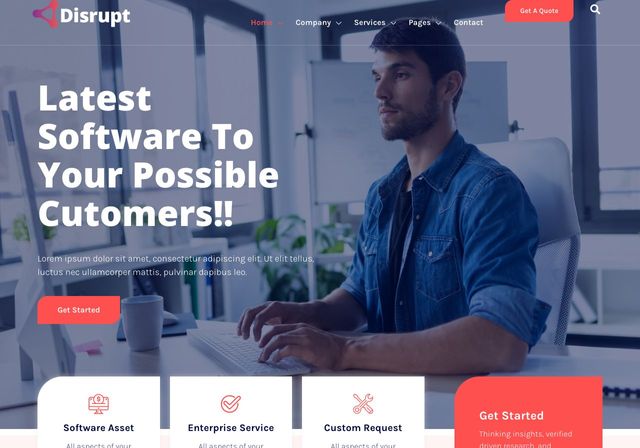 Disrupt
Home Company Services Pages Contact
Get A Quote
Latest
Software To
Your Possible
Cutomers!!
Lorem ipsum dolor sit amet, consectetur adipiscing elit. Ut elit tellus,
luctus nec ullamcorper mattis, pulvinar dapibus leo.
Get Started
Software Asset
All aspects of your
Enterprise Service
All aspects of your
Custom Request
All aspects of your
Get Started
Thinking insights, verified
driven research, and